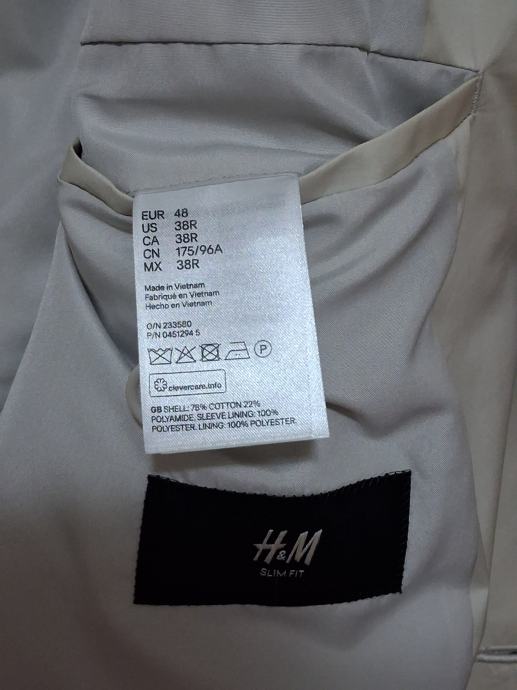 EUR 48
US 38R
CA 38R
CN 175/96A
MX 38R
Made in Vietnam
Fabriqué en Vietnam
Hecho en Vietnam
O/N 233580
P/N 0451294 5
P
clevercare.info
GB SHELL: 78% COTTON 22%
POLYAMIDE. SLEEVE LINING: 100%
POLYESTER. LINING: 100% POLYESTER.
H&M
SLIM FIT